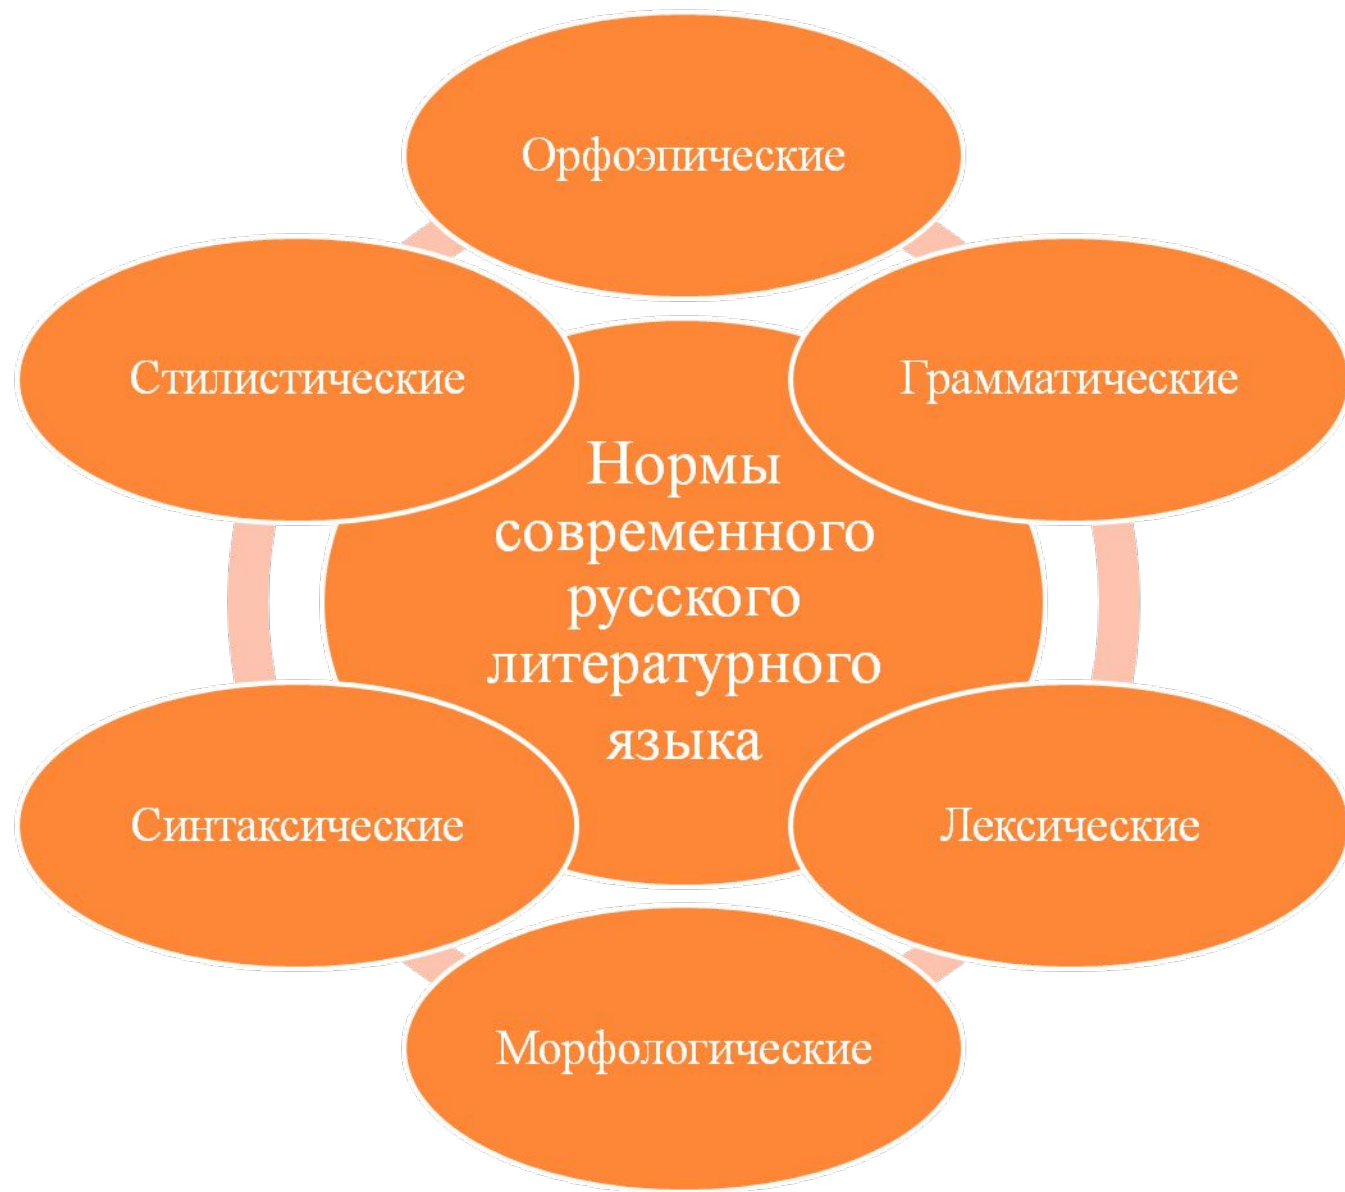 Орфоэпические
Стилистические
Грамматические
Нормы
современного
русского
литературного
языка
Синтаксические
Лексические
Морфологические